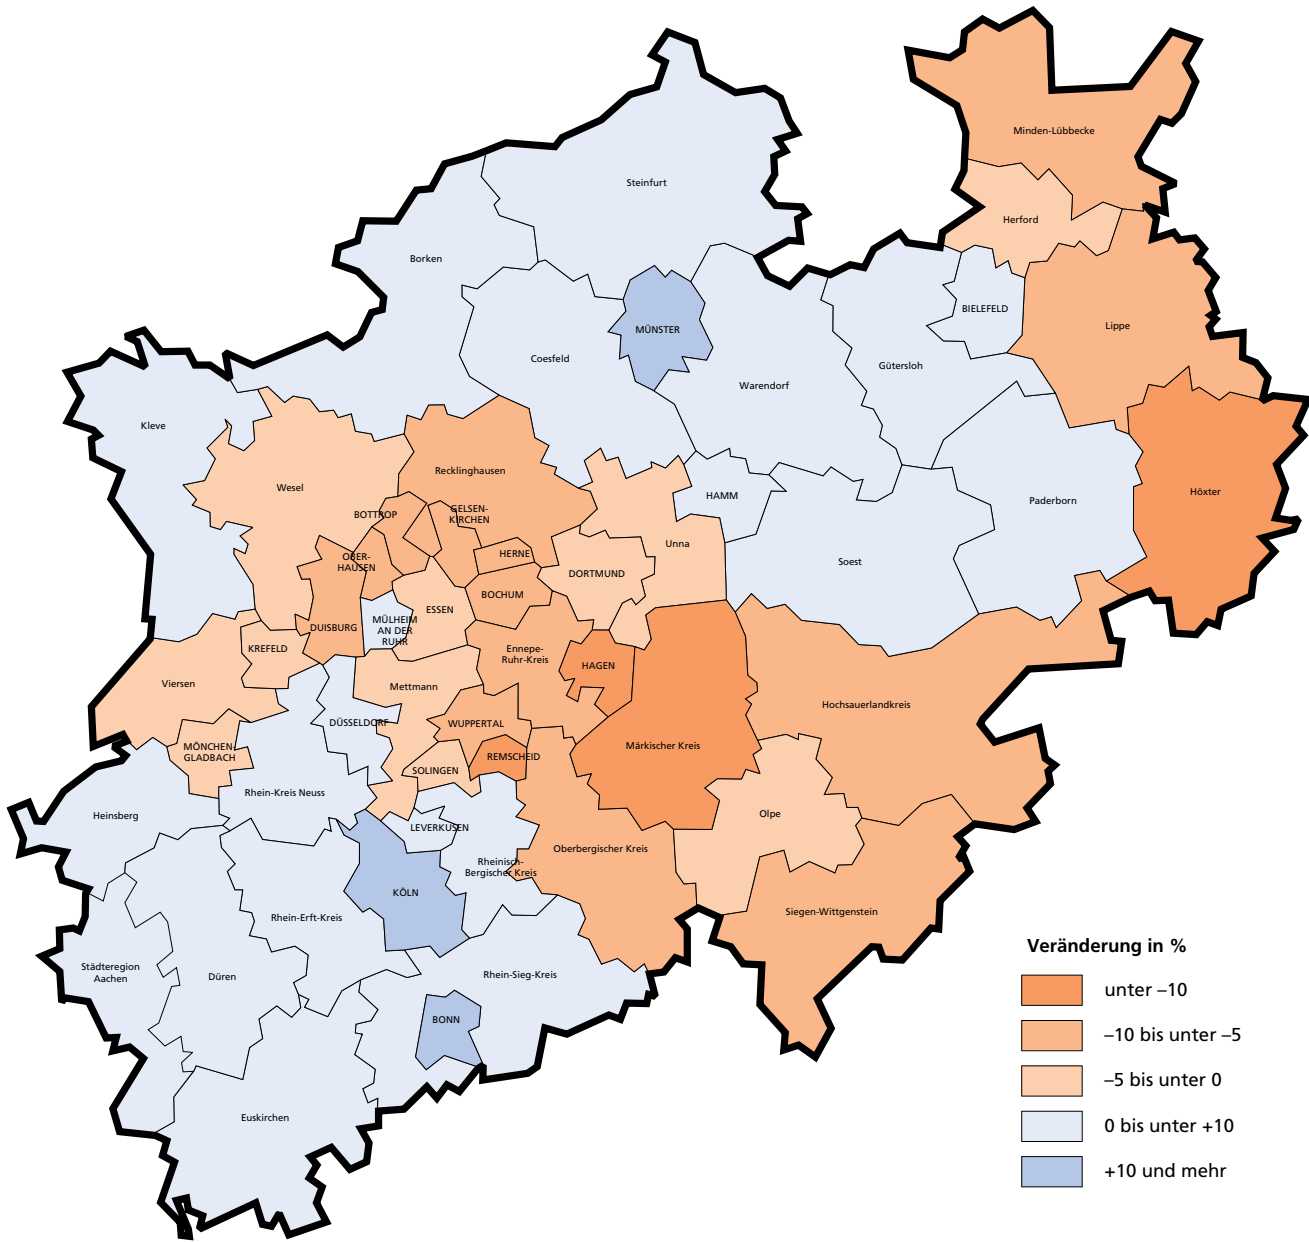 Minden-Lübbecke
Steinfurt
Herford
Borken
BIELEFELD
Lippe
MÜNSTER
Coesfeld
Gütersloh
Warendorf
Kleve
Recklinghausen
Wesel
HAMM
Höxter
Paderborn
BOTTROP
GELSEN-
KIRCHEN
Unna
HERNE
OBER-
HAUSEN
Soest
DORTMUND
BOCHUM
ESSEN
MÜLHEIM
AN DER
RUHR
DUISBURG
KREFELD
Ennepe-
Ruhr-Kreis
HAGEN
Viersen
Mettmann
Hochsauerlandkreis
DÜSSELDORF
WUPPERTAL
Märkischer Kreis
MÖNCHEN-
GLADBACH
REMSCHEID
SOLINGEN
Rhein-Kreis Neuss
Heinsberg
Olpe
LEVERKUSEN
Oberbergischer Kreis
Rheinisch-
Bergischer Kreis
KÖLN
Siegen-Wittgenstein
Rhein-Erft-Kreis
Städteregion
Aachen
Düren
Rhein-Sieg-Kreis
BONN
Euskirchen
Veränderung in %
unter –10
–10 bis unter –5
–5 bis unter 0
0 bis unter +10
+10 und mehr